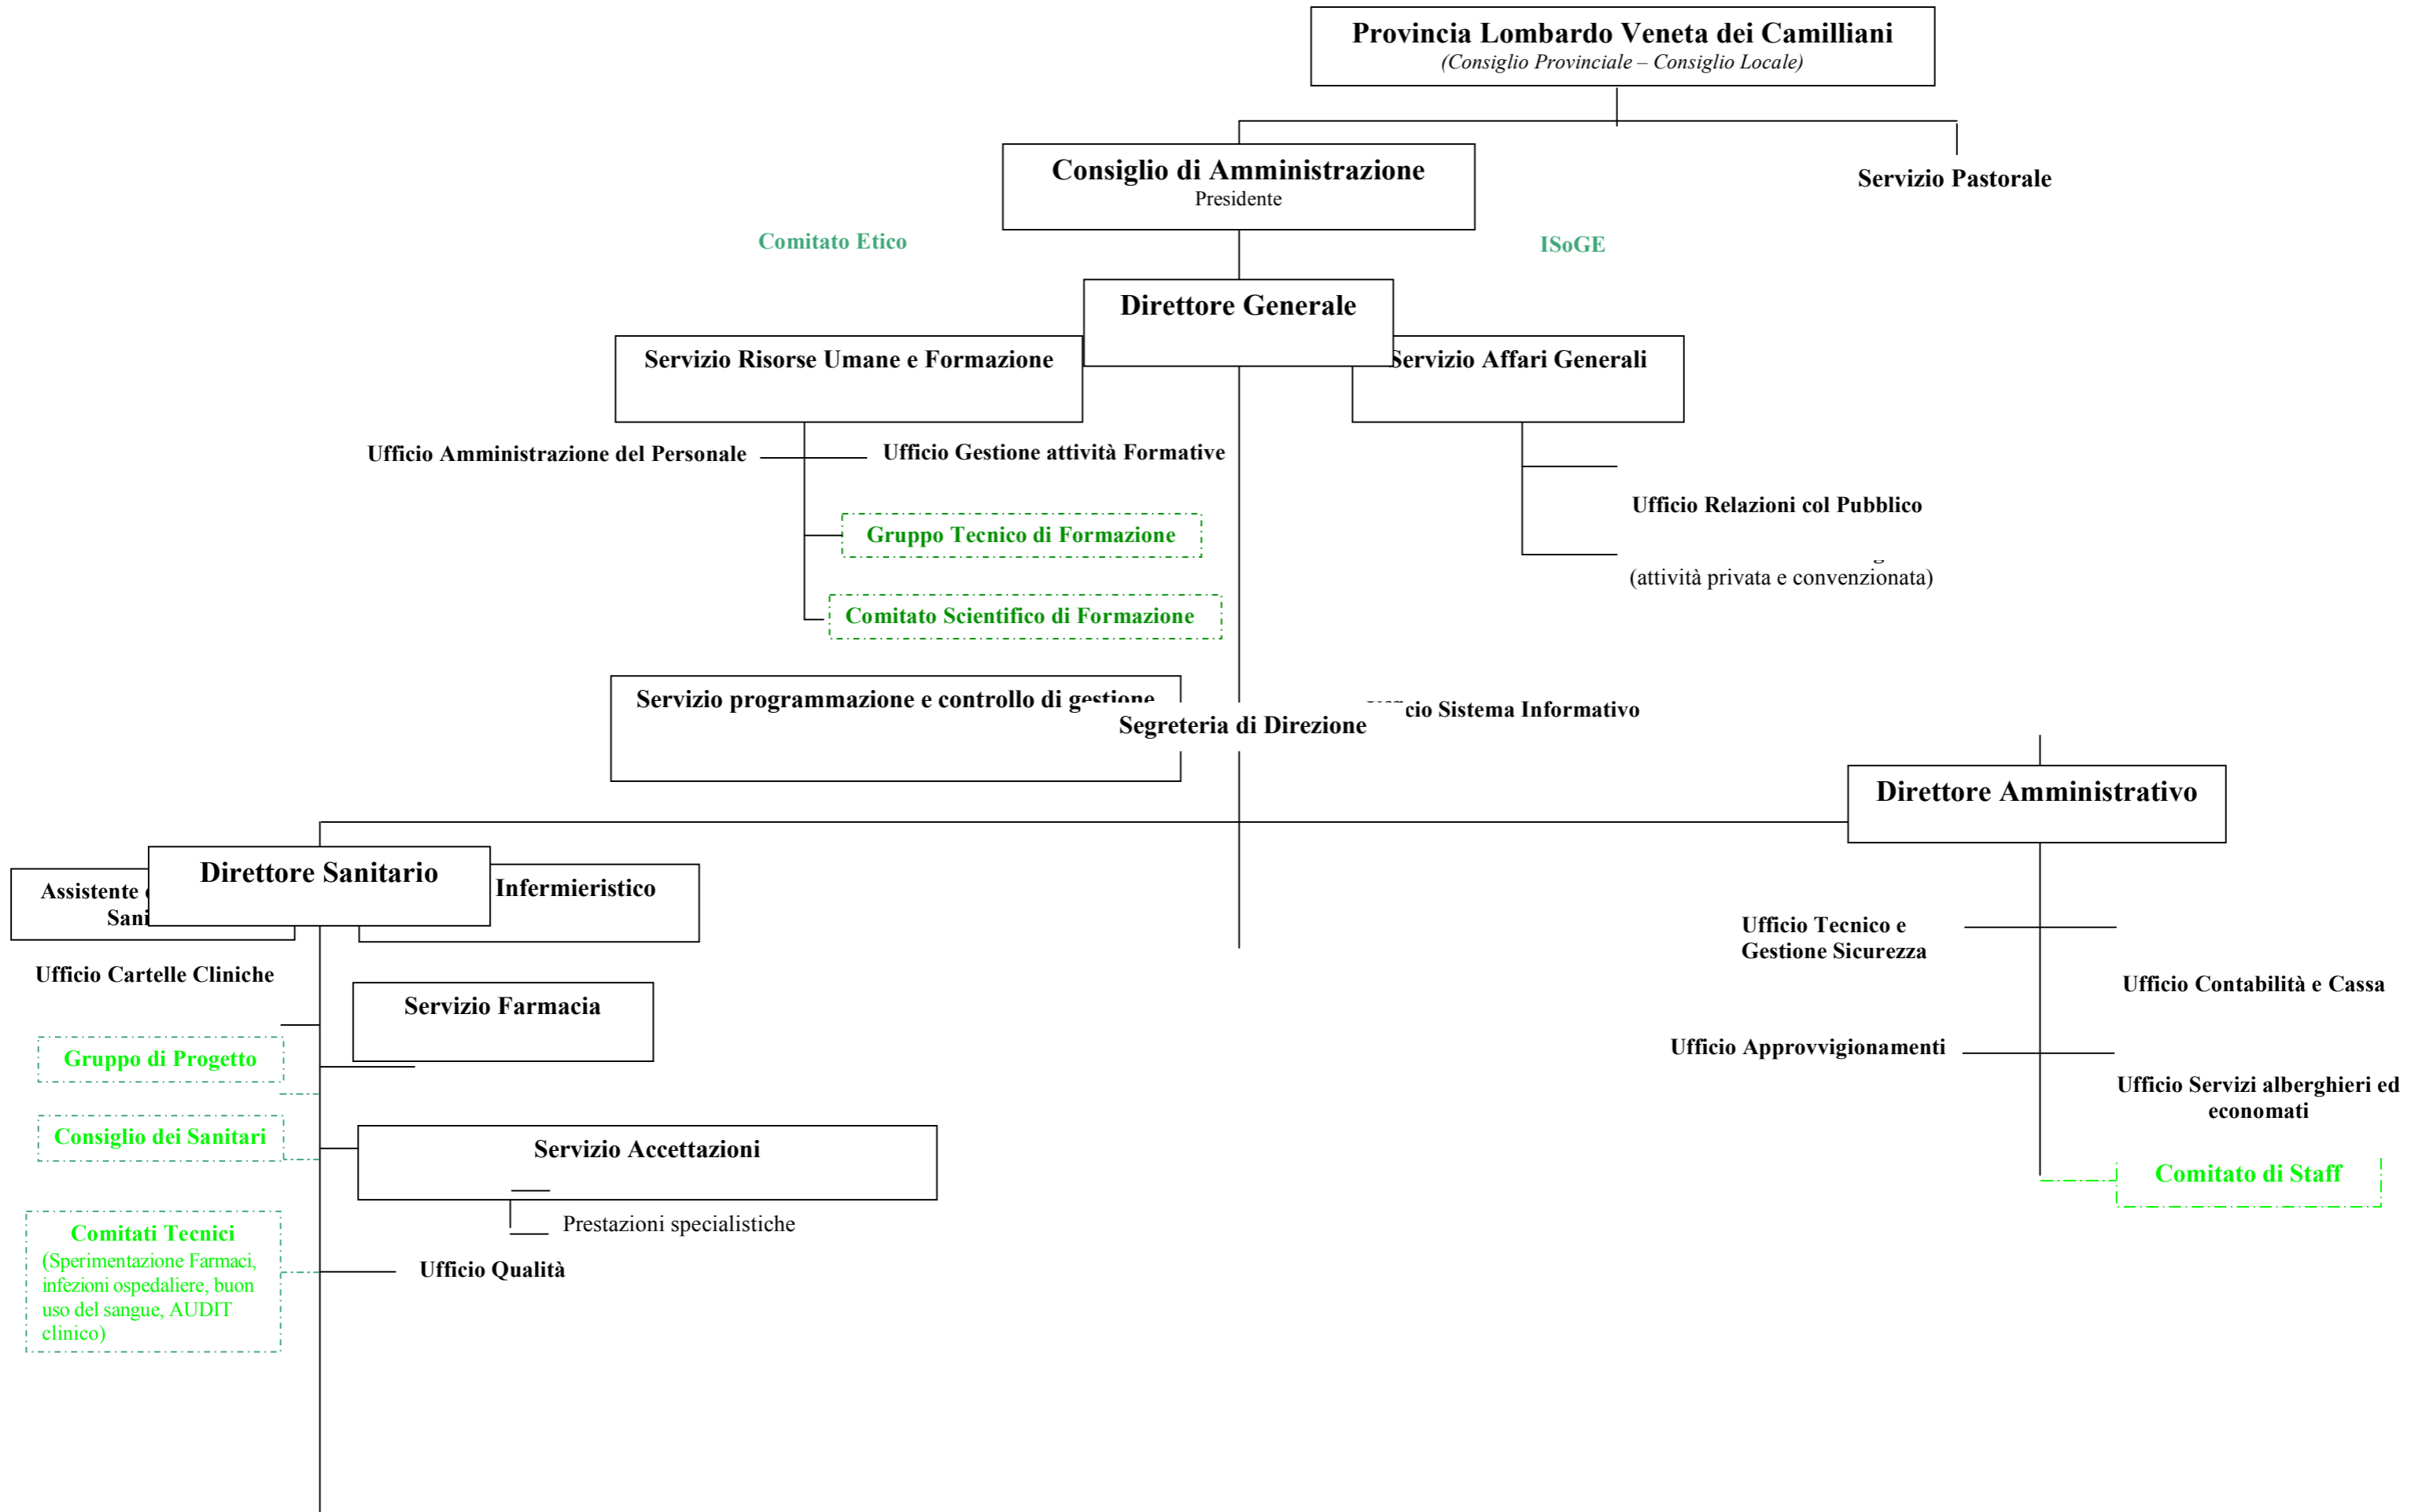 Provincia Lombardo Veneta dei Camilliani
(Consiglio Provinciale – Consiglio Locale)
Consiglio di Amministrazione
Presidente
Servizio Pastorale
Comitato Etico
ISoGE
Direttore Generale
Servizio Risorse Umane e Formazione
Servizio Affari Generali
Ufficio Amministrazione del Personale
Ufficio Gestione attività Formative
Ufficio Relazioni col Pubblico
Gruppo Tecnico di Formazione
(attività privata e convenzionata)
Comitato Scientifico di Formazione
Servizio programmazione e controllo di gestione
Segreteria di Direzione
Ufficio Sistema Informativo
Direttore Amministrativo
Direttore Sanitario
Assistente
Infermieristico
Ufficio Tecnico e
Gestione Sicurezza
Ufficio Cartelle Cliniche
Ufficio Contabilità e Cassa
Servizio Farmacia
Gruppo di Progetto
Ufficio Approvvigionamenti
Ufficio Servizi alberghieri ed
economati
Consiglio dei Sanitari
Servizio Accettazioni
Comitato di Staff
Prestazioni specialistiche
Comitati Tecnici
(Sperimentazione Farmaci,
infezioni ospedaliere, buon
uso del sangue, AUDIT
clinico)
Ufficio Qualità